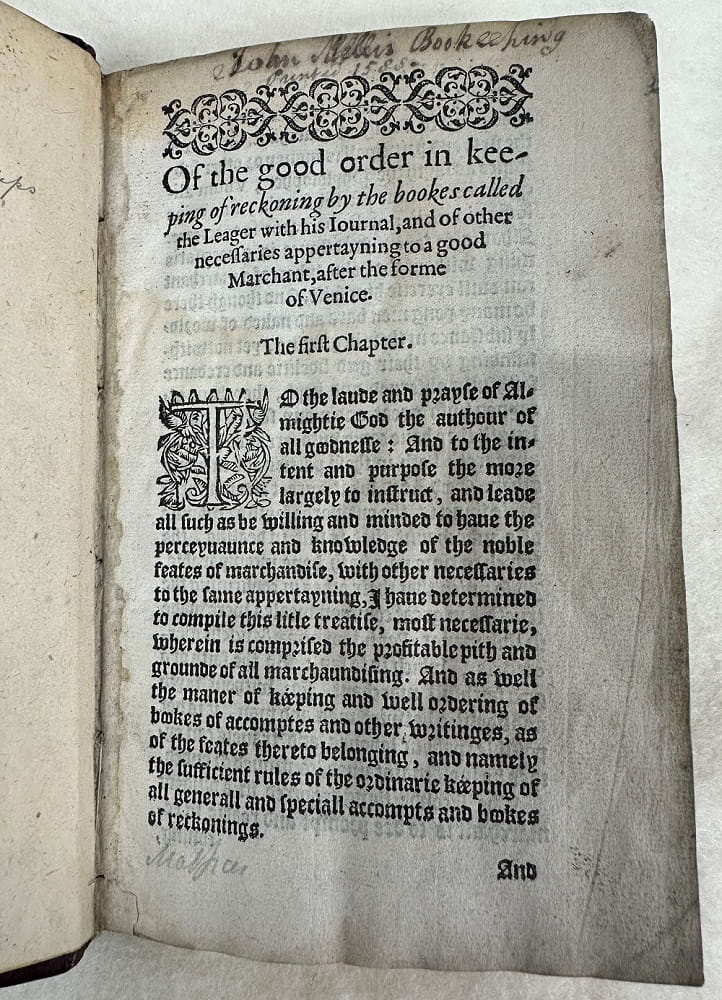 John Mellis Bookeeping
1588
Of the good order in kee-
ping of reckoning by the bookes called
the Leager with his Iournal, and of other
neceſſaries appertayning to a good
Marchant, after the forme
of Venice.
The firſt Chapter.
TO the laude and prayſe of Al-
mightie God the authour of
all goodneſſe : And to the in-
tent and purpoſe the more
largely to inſtruct, and leade
all ſuch as be willing and minded to haue the
perceyuaunce and knowledge of the noble
feates of marchandiſe, with other neceſſaries
to the ſame appertayning, I haue determined
to compile this litle treatiſe, moſt neceſſarie,
wherein is compriſed the profitable pith and
grounde of all marchaundiſing. And as well
the maner of kéeping and well ordering of
bookes of accomptes and other writinges, as
of the feates thereto belonging, and namely
the ſufficient rules of the ordinarie kéeping of
all generall and ſpeciall accompts and bookes
of reckonings.
And